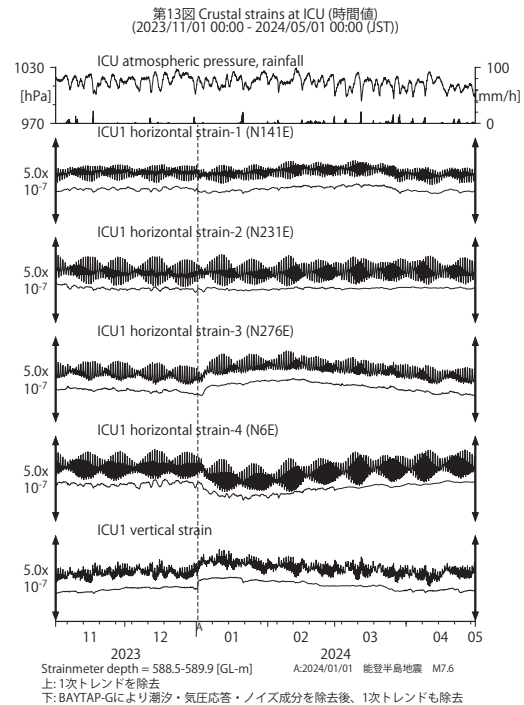 第13図 Crustal strains at ICU (時間値)
(2023/11/01 00:00 - 2024/05/01 00:00 (JST))
ICU atmospheric pressure, rainfall
1030
100
[hPa]
[mm/h]
970
0
ICU1 horizontal strain-1 (N141E)
5.0x
10-7
ICU1 horizontal strain-2 (N231E)
5.0x
10-7
ICU1 horizontal strain-3 (N276E)
5.0x
10-7
ICU1 horizontal strain-4 (N6E)
5.0x
10-7
ICU1 vertical strain
5.0x
10-7
A
11 12 01 02 03 04 05
2023 2024
Strainmeter depth = 588.5-589.9 [GL-m] A:2024/01/01 能登半島地震 M7.6
上: 1次トレンドを除去
下: BAYTAP-Gにより潮汐・気圧応答・ノイズ成分を除去後、1次トレンドも除去